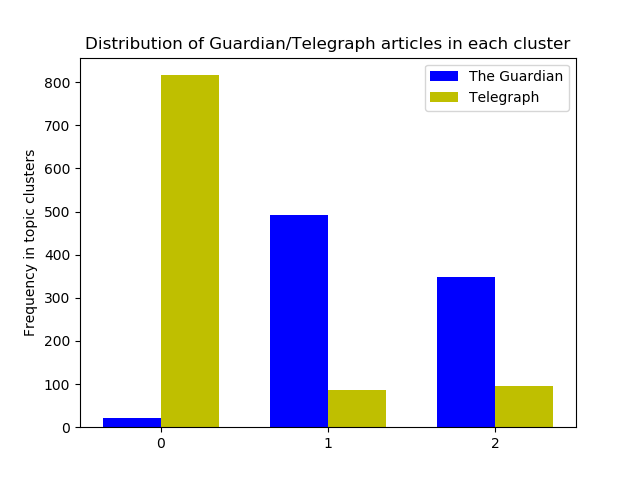 Distribution of Guardian/Telegraph articles in each cluster
The Guardian
Telegraph
Frequency in topic clusters
800
700
600
500
400
300
200
100
0
0 1 2